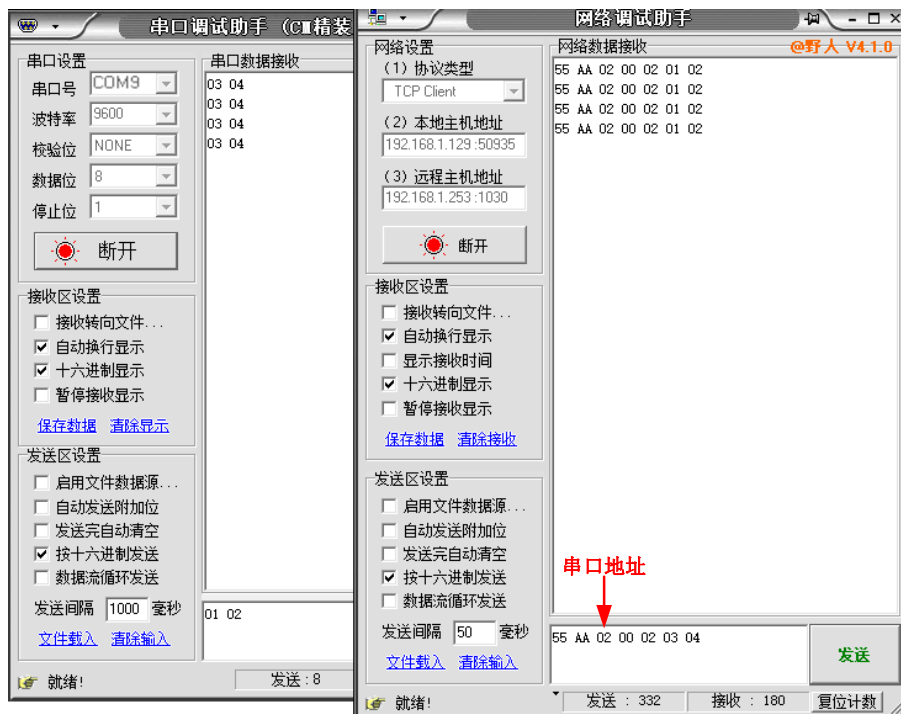 串口调试助手 (CM精装
串口设置
串口号 COM9
波特率 9600
校验位 NONE
数据位 8
停止位 1
断开
接收区设置
接收转向文件...
自动换行显示
十六进制显示
暂停接收显示
保存数据 清除显示
发送区设置
启用文件数据源...
自动发送附加位
发送完自动清空
按十六进制发送
数据流循环发送
发送间隔 1000 毫秒
文件载入 清除输入
就绪!
串口数据接收
03 04
03 04
03 04
03 04
01 02
发送:8
网络调试助手
网络设置
(1) 协议类型
TCP Client
(2) 本地主机地址
192.168.1.129 :50935
(3) 远程主机地址
192.168.1.253 :1030
断开
接收区设置
接收转向文件...
自动换行显示
显示接收时间
十六进制显示
暂停接收显示
保存数据 清除接收
发送区设置
启用文件数据源...
自动发送附加位
发送完自动清空
按十六进制发送
数据流循环发送
发送间隔 50 毫秒
文件载入 清除输入
就绪!
网络数据接收
@野人 V4.1.0
55 AA 02 00 02 01 02
55 AA 02 00 02 01 02
55 AA 02 00 02 01 02
55 AA 02 00 02 01 02
串口地址
55 AA 02 00 02 03 04
发送
发送 : 332 接收 : 180 复位计数